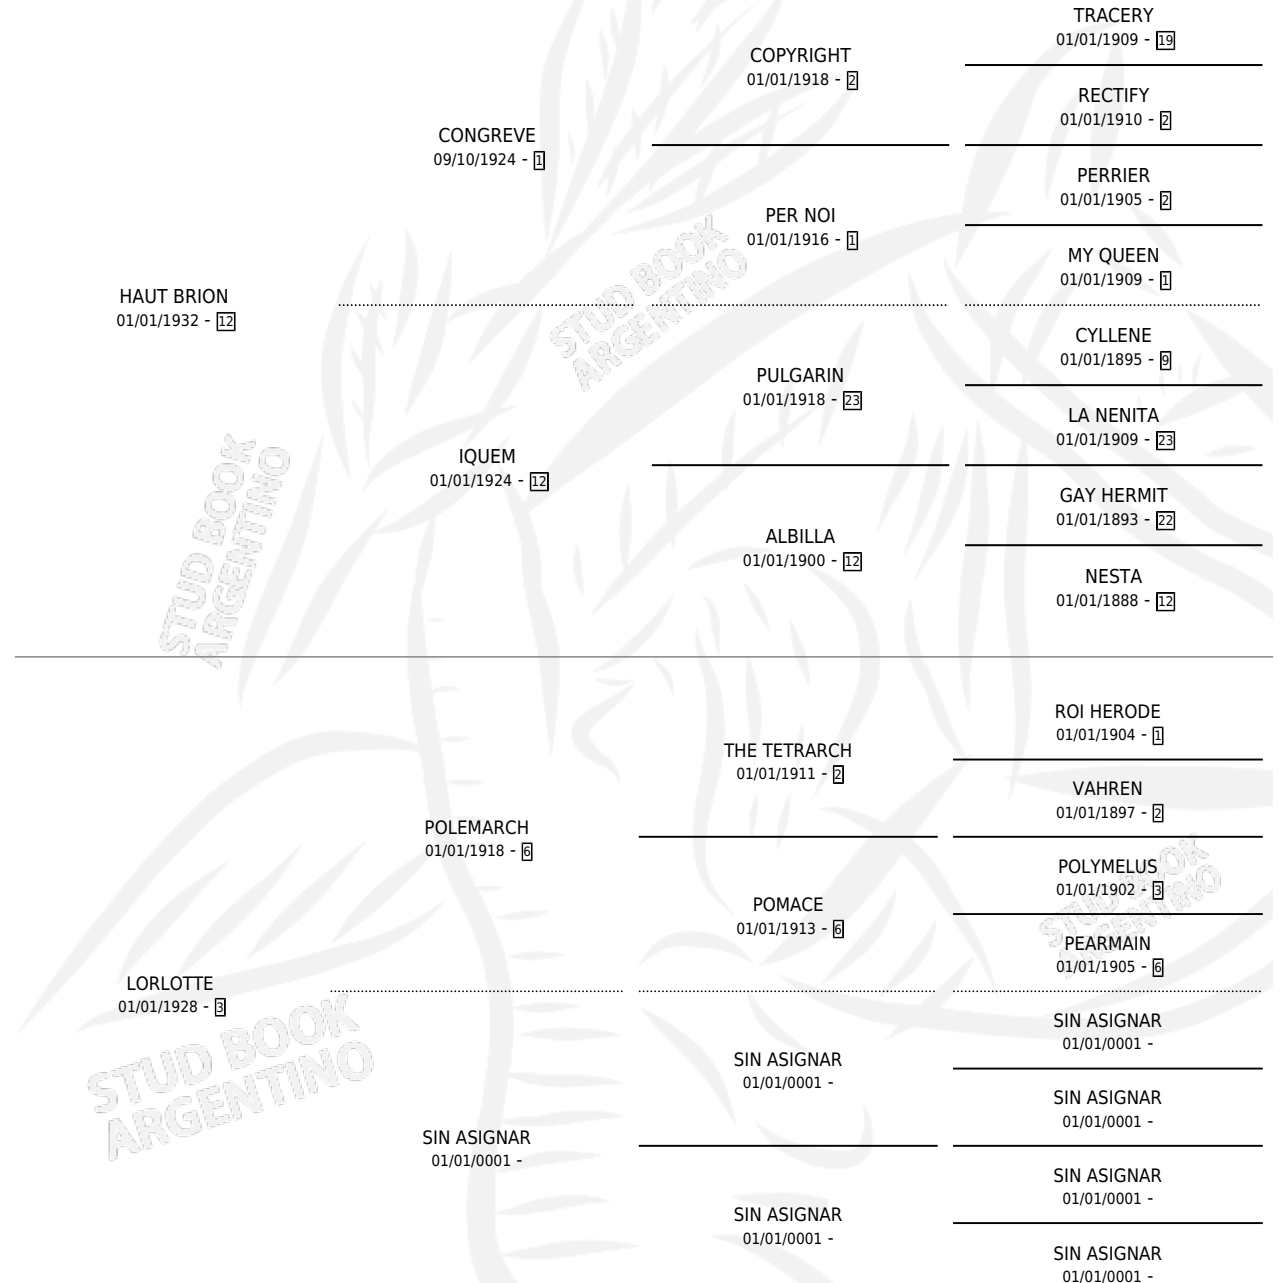 TRACERY
01/01/1909 - 19
COPYRIGHT
01/01/1918 - 2
RECTIFY
01/01/1910 - 2
CONGREVE
09/10/1924 - 1
PERRIER
01/01/1905 - 2
PER NOI
01/01/1916 - 1
MY QUEEN
01/01/1909 - 1
HAUT BRION
01/01/1932 - 12
CYLLENE
01/01/1895 - 9
PULGARIN
01/01/1918 - 23
LA NENITA
01/01/1909 - 23
IQUEM
01/01/1924 - 12
GAY HERMIT
01/01/1893 - 22
ALBILLA
01/01/1900 - 12
NESTA
01/01/1888 - 12
ROI HERODE
01/01/1904 - 1
THE TETRARCH
01/01/1911 - 2
VAHREN
01/01/1897 - 2
POLEMARCH
01/01/1918 - 6
POLYMELUS
01/01/1902 - 3
POMACE
01/01/1913 - 6
PEARMAIN
01/01/1905 - 6
LORLOTTE
01/01/1928 - 3
SIN ASIGNAR
01/01/0001 -
SIN ASIGNAR
01/01/0001 -
SIN ASIGNAR
01/01/0001 -
SIN ASIGNAR
01/01/0001 -
SIN ASIGNAR
01/01/0001 -
SIN ASIGNAR
01/01/0001 -
SIN ASIGNAR
01/01/0001 -
STUD BOOK
ARGENTINO
STUD BOOK
ARGENTINO
STUD BOOK
ARGENTINO
STUD BOOK
ARGENTINO